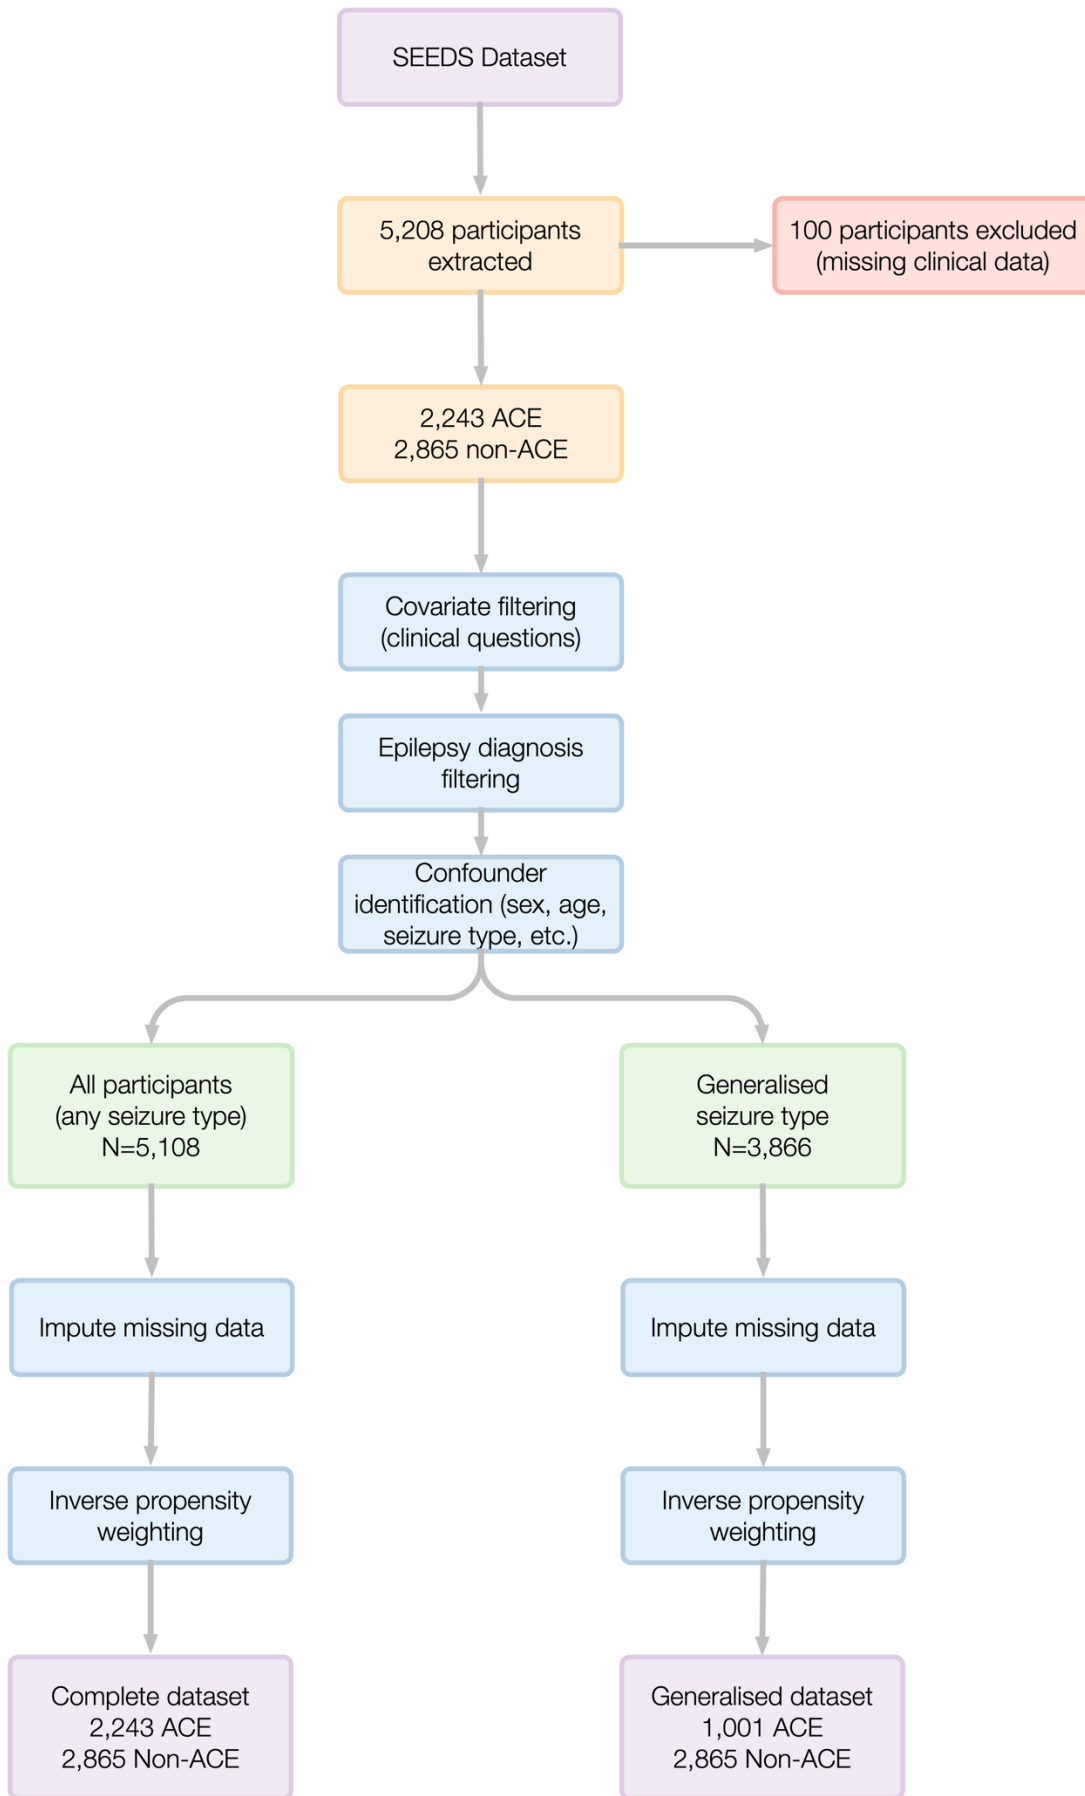 SEEDS Dataset
5,208 participants
extracted
100 participants excluded
(missing clinical data)
2,243 ACE
2,865 non-ACE
Covariate filtering
(clinical questions)
Epilepsy diagnosis
filtering
Confounder
identification (sex, age,
seizure type, etc.)
All participants
(any seizure type)
N=5,108
Generalised
seizure type
N=3,866
Impute missing data
Impute missing data
Inverse propensity
weighting
Inverse propensity
weighting
Complete dataset
2,243 ACE
2,865 Non-ACE
Generalised dataset
1,001 ACE
2,865 Non-ACE